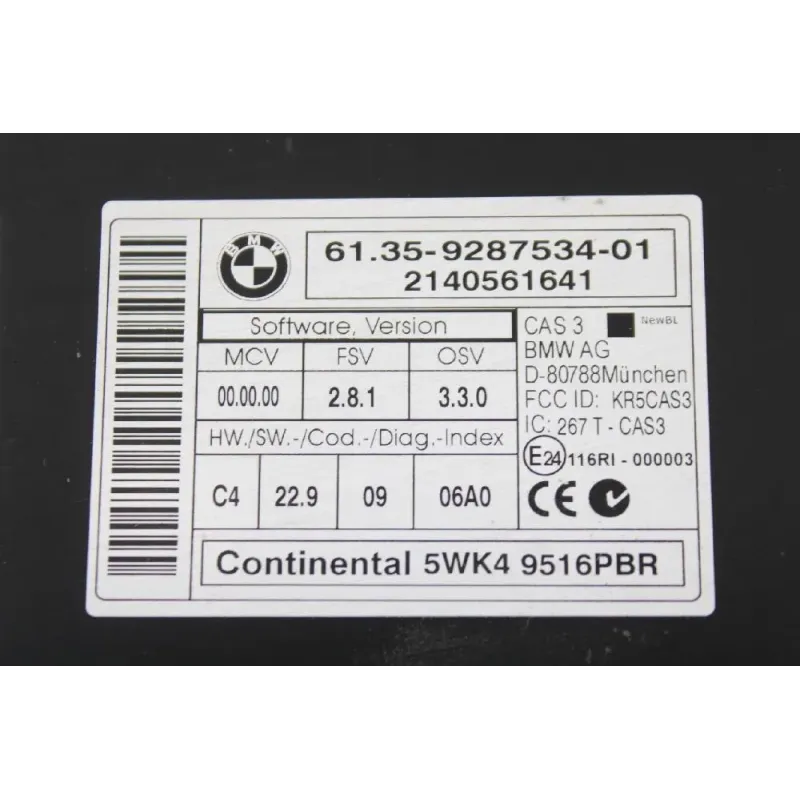 BMW
61.35-9287534-01
2140561641
Software, Version
MCV FSV OSV
00.00.00 2.8.1 3.3.0
HW./SW.-/Cod.-/Diag.-Index
C4 22.9 09 06A0
CAS 3 NewBL
BMW AG
D-80788München
FCC ID: KR5CAS3
IC: 267 T - CAS3
E24 116RI - 000003
CE
Continental 5WK4 9516PBR